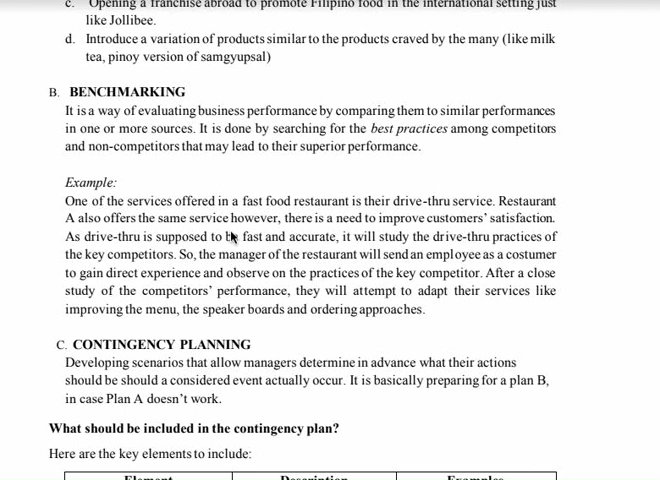 c. Opening a franchise abroad to promote Filipino food in the international setting just
like Jollibee.
d. Introduce a variation of products similar to the products craved by the many (like milk
tea, pinoy version of samgyupsal)
B. BENCHMARKING
It is a way of evaluating business performance by comparing them to similar performances
in one or more sources. It is done by searching for the best practices among competitors
and non-competitors that may lead to their superior performance.
Example:
One of the services offered in a fast food restaurant is their drive-thru service. Restaurant
A also offers the same service however, there is a need to improve customers' satisfaction.
As drive-thru is supposed to be fast and accurate, it will study the drive-thru practices of
the key competitors. So, the manager of the restaurant will send an employee as a costumer
to gain direct experience and observe on the practices of the key competitor. After a close
study of the competitors' performance, they will attempt to adapt their services like
improving the menu, the speaker boards and ordering approaches.
C. CONTINGENCY PLANNING
Developing scenarios that allow managers determine in advance what their actions
should be should a considered event actually occur. It is basically preparing for a plan B,
in case Plan A doesn't work.
What should be included in the contingency plan?
Here are the key elements to include:
Element Description Examples